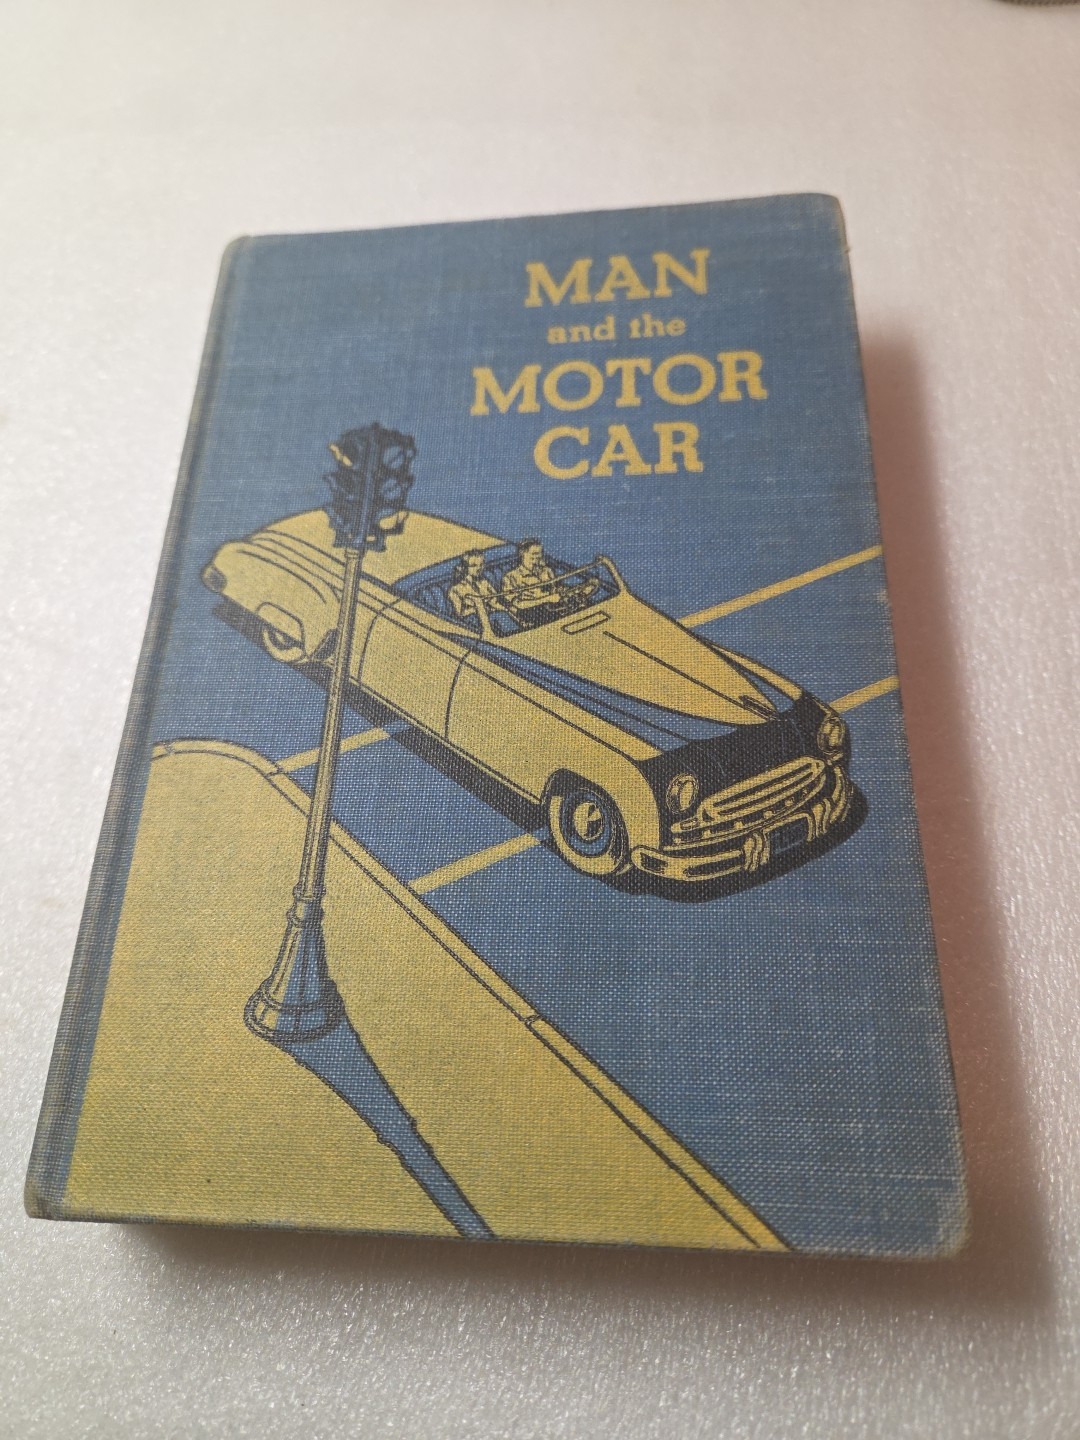 MAN
and the
MOTOR
CAR